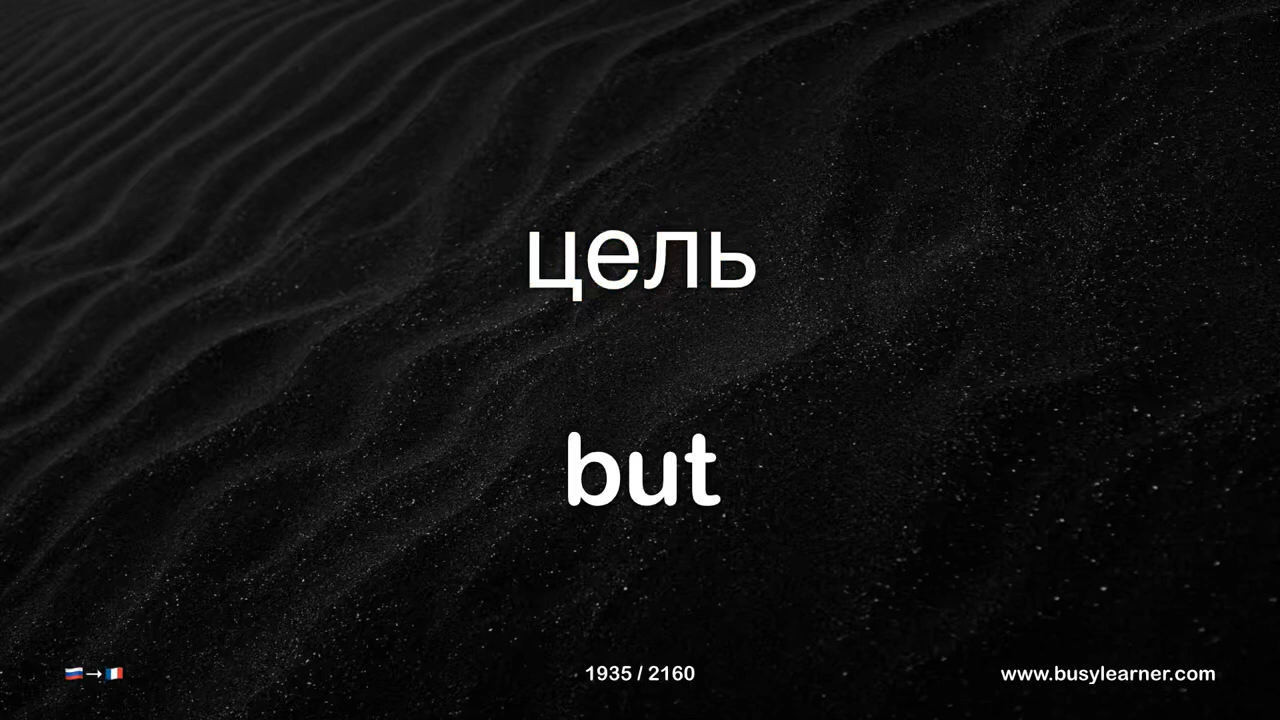 цель
but
🇷🇺→🇫🇷
1935 / 2160
www.busylearner.com